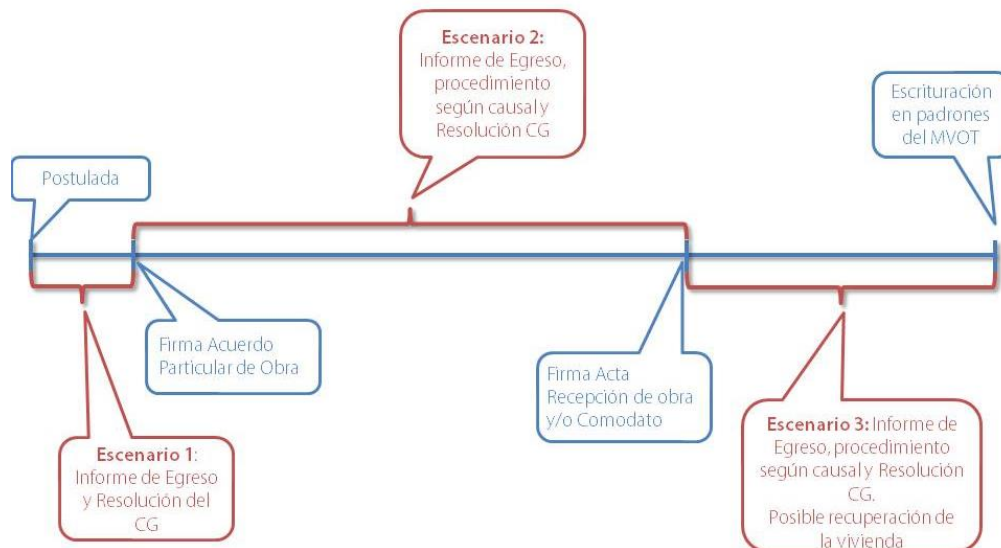 Escenario 2:
Informe de Egreso,
procedimiento
según causal y
Resolución CG
Escrituración
en padrones
del MVOT
Postulada
Firma Acuerdo
Particular de Obra
Firma Acta
Recepción de obra
y/o Comodato
Escenario 1:
Informe de Egreso
y Resolución del
CG
Escenario 3: Informe de
Egreso, procedimiento
según causal y Resolución
CG.
Posible recuperación de
la vivienda